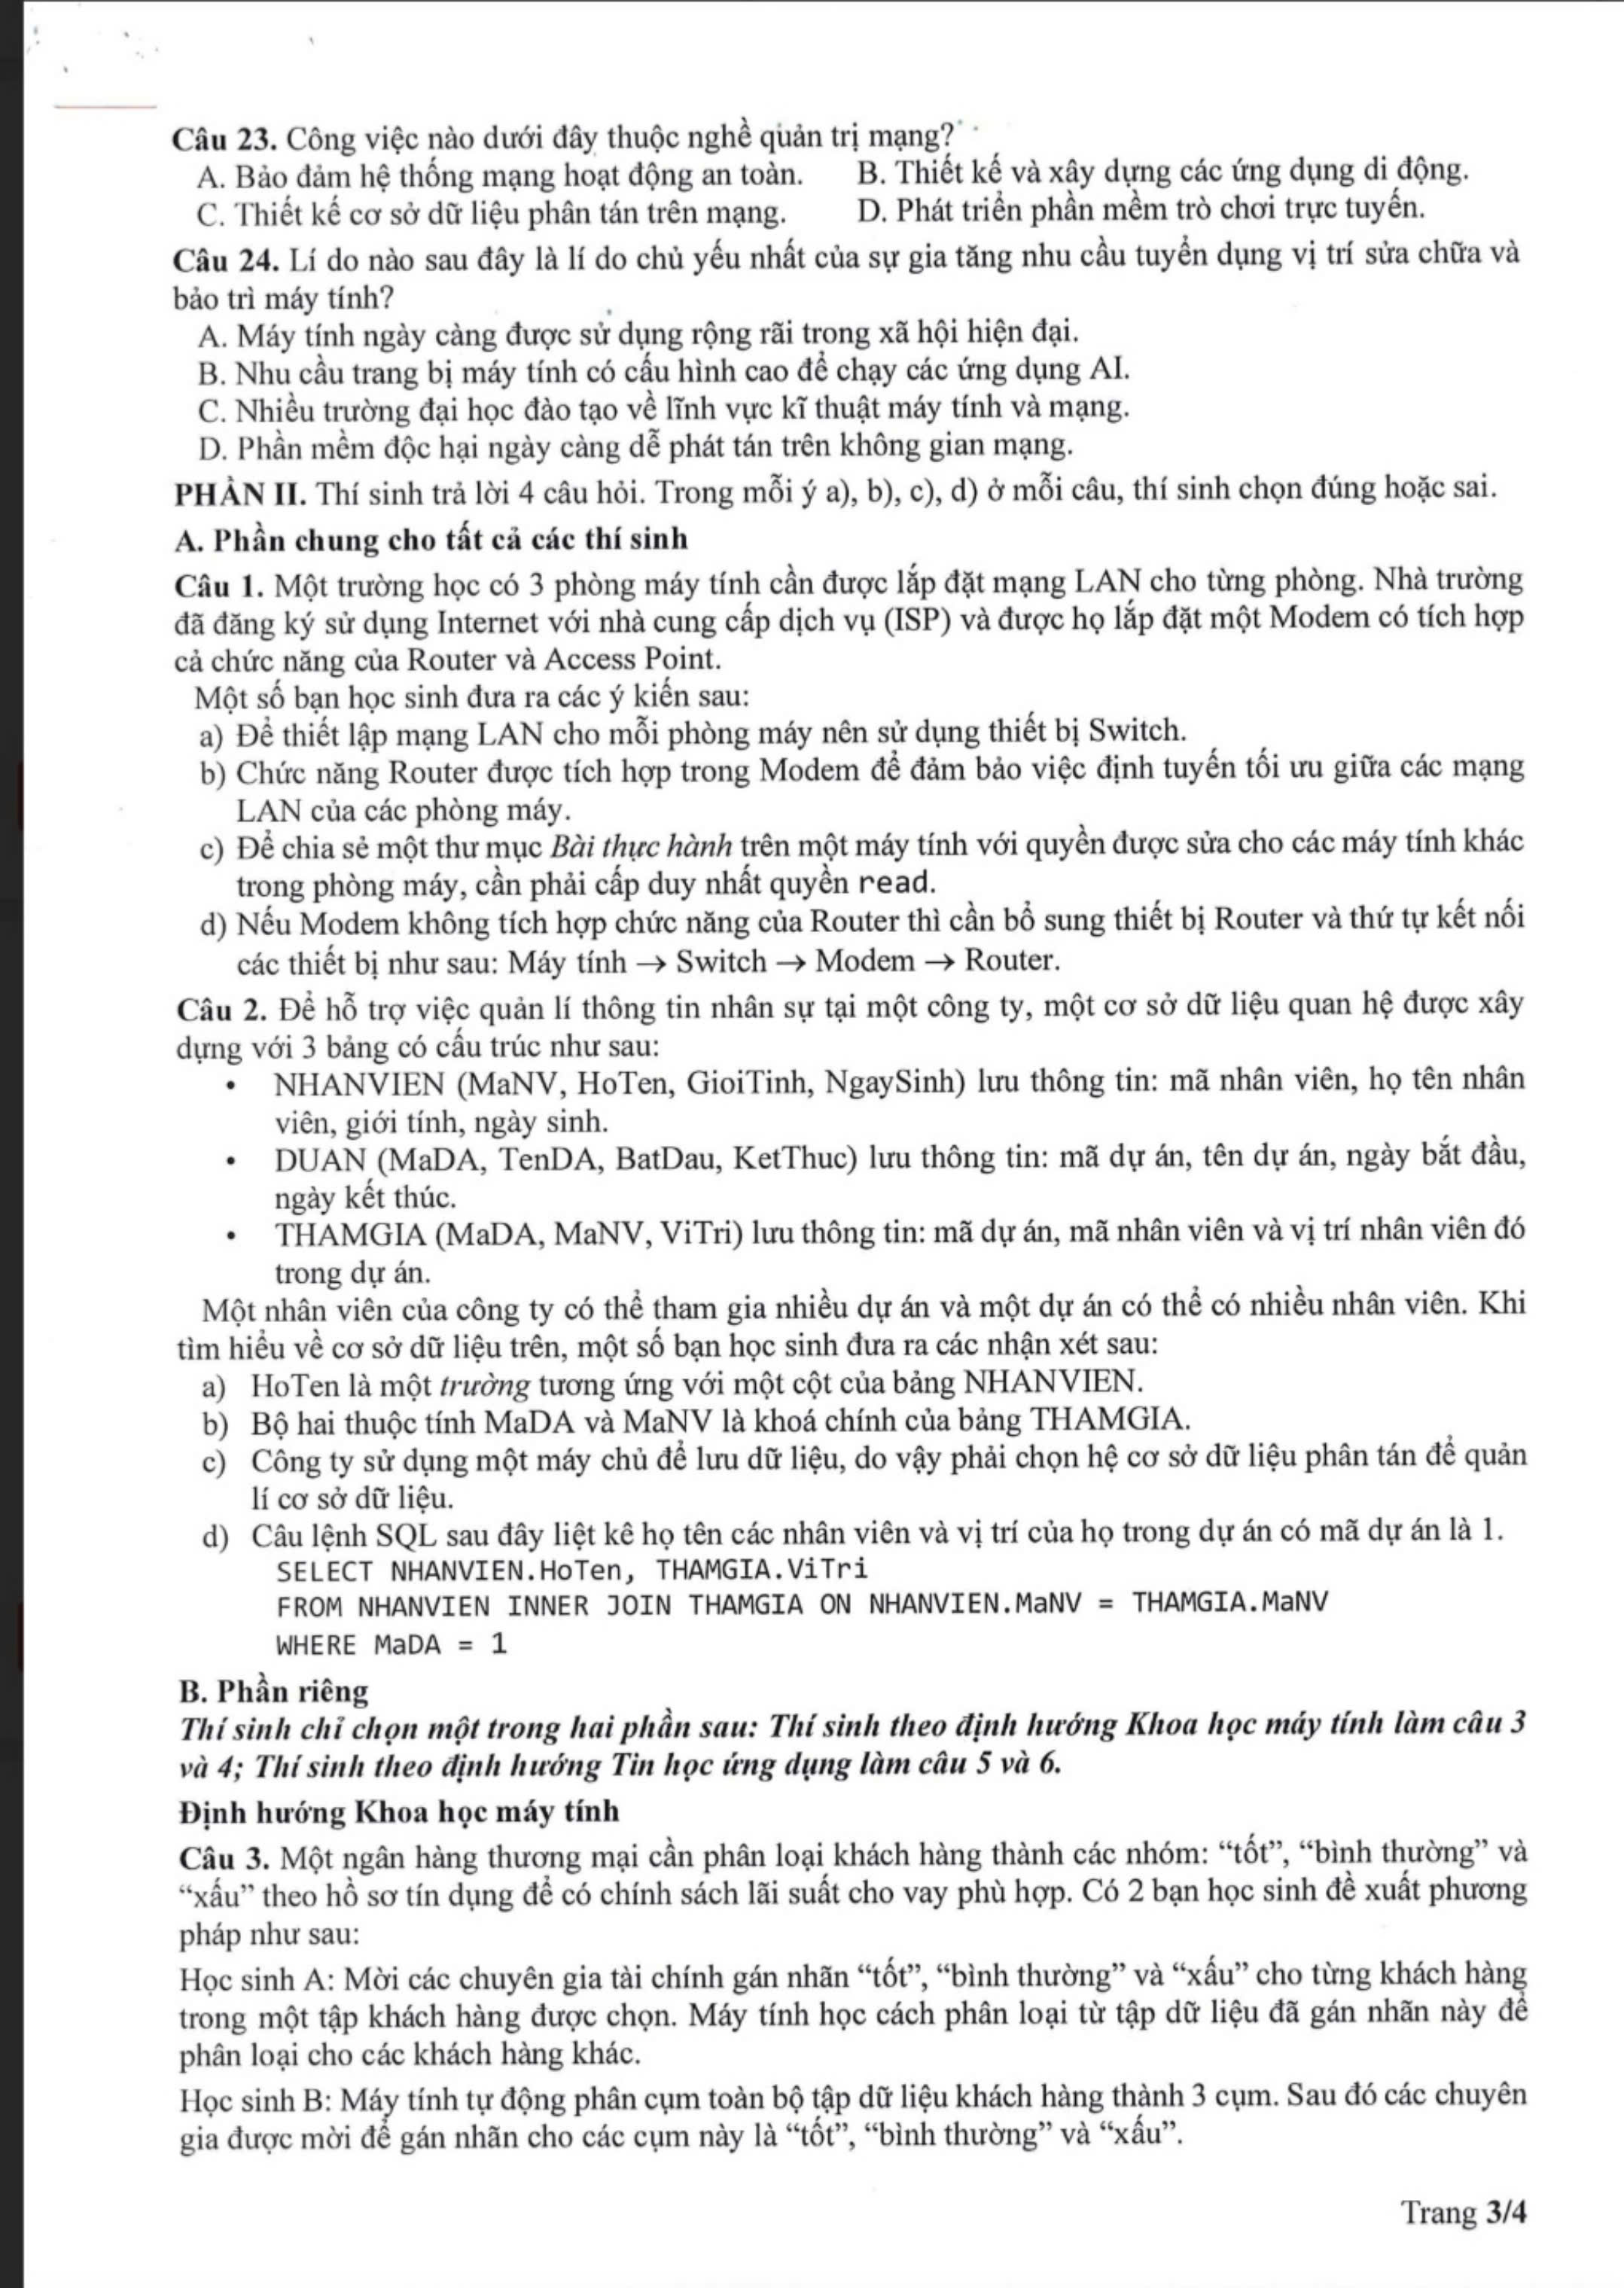 Câu 23. Công việc nào dưới đây thuộc nghề quản trị mạng?
A. Bảo đảm hệ thống mạng hoạt động an toàn. B. Thiết kế và xây dựng các ứng dụng di động.
C. Thiết kế cơ sở dữ liệu phân tán trên mạng. D. Phát triển phần mềm trò chơi trực tuyến.
Câu 24. Lí do nào sau đây là lí do chủ yếu nhất của sự gia tăng nhu cầu tuyển dụng vị trí sửa chữa và
bảo trì máy tính?
A. Máy tính ngày càng được sử dụng rộng rãi trong xã hội hiện đại.
B. Nhu cầu trang bị máy tính có cấu hình cao để chạy các ứng dụng AI.
C. Nhiều trường đại học đào tạo về lĩnh vực kĩ thuật máy tính và mạng.
D. Phần mềm độc hại ngày càng dễ phát tán trên không gian mạng.
PHẦN II. Thí sinh trả lời 4 câu hỏi. Trong mỗi ý a), b), c), d) ở mỗi câu, thí sinh chọn đúng hoặc sai.
A. Phần chung cho tất cả các thí sinh
Câu 1. Một trường học có 3 phòng máy tính cần được lắp đặt mạng LAN cho từng phòng. Nhà trường
đã đăng ký sử dụng Internet với nhà cung cấp dịch vụ (ISP) và được họ lắp đặt một Modem có tích hợp
cả chức năng của Router và Access Point.
Một số bạn học sinh đưa ra các ý kiến sau:
a) Để thiết lập mạng LAN cho mỗi phòng máy nên sử dụng thiết bị Switch.
b) Chức năng Router được tích hợp trong Modem để đảm bảo việc định tuyến tối ưu giữa các mạng
LAN của các phòng máy.
c) Để chia sẻ một thư mục Bài thực hành trên một máy tính với quyền được sửa cho các máy tính khác
trong phòng máy, cần phải cấp duy nhất quyền read.
d) Nếu Modem không tích hợp chức năng của Router thì cần bổ sung thiết bị Router và thứ tự kết nối
các thiết bị như sau: Máy tính → Switch → Modem → Router.
Câu 2. Để hỗ trợ việc quản lí thông tin nhân sự tại một công ty, một cơ sở dữ liệu quan hệ được xây
dựng với 3 bảng có cấu trúc như sau:
• NHANVIEN (MaNV, HoTen, GioiTinh, NgaySinh) lưu thông tin: mã nhân viên, họ tên nhân
viên, giới tính, ngày sinh.
• DUAN (MaDA, TenDA, BatDau, KetThuc) lưu thông tin: mã dự án, tên dự án, ngày bắt đầu,
ngày kết thúc.
• THAMGIA (MaDA, MaNV, ViTri) lưu thông tin: mã dự án, mã nhân viên và vị trí nhân viên đó
trong dự án.
Một nhân viên của công ty có thể tham gia nhiều dự án và một dự án có thể có nhiều nhân viên. Khi
tìm hiểu về cơ sở dữ liệu trên, một số bạn học sinh đưa ra các nhận xét sau:
a) HoTen là một trường tương ứng với một cột của bảng NHANVIEN.
b) Bộ hai thuộc tính MaDA và MaNV là khoá chính của bảng THAMGIA.
c) Công ty sử dụng một máy chủ để lưu dữ liệu, do vậy phải chọn hệ cơ sở dữ liệu phân tán để quản
lí cơ sở dữ liệu.
d) Câu lệnh SQL sau đây liệt kê họ tên các nhân viên và vị trí của họ trong dự án có mã dự án là 1.
SELECT NHANVIEN.HoTen, THAMGIA.ViTri
FROM NHANVIEN INNER JOIN THAMGIA ON NHANVIEN.MaNV = THAMGIA.MaNV
WHERE MaDA = 1
B. Phần riêng
Thí sinh chỉ chọn một trong hai phần sau: Thí sinh theo định hướng Khoa học máy tính làm câu 3
và 4; Thí sinh theo định hướng Tin học ứng dụng làm câu 5 và 6.
Định hướng Khoa học máy tính
Câu 3. Một ngân hàng thương mại cần phân loại khách hàng thành các nhóm: “tốt”, “bình thường” và
“xấu” theo hồ sơ tín dụng để có chính sách lãi suất cho vay phù hợp. Có 2 bạn học sinh đề xuất phương
pháp như sau:
Học sinh A: Mời các chuyên gia tài chính gán nhãn “tốt”, “bình thường” và “xấu” cho từng khách hàng
trong một tập khách hàng được chọn. Máy tính học cách phân loại từ tập dữ liệu đã gán nhãn này để
phân loại cho các khách hàng khác.
Học sinh B: Máy tính tự động phân cụm toàn bộ tập dữ liệu khách hàng thành 3 cụm. Sau đó các chuyên
gia được mời để gán nhãn cho các cụm này là “tốt”, “bình thường” và “xấu”.
Trang 3/4